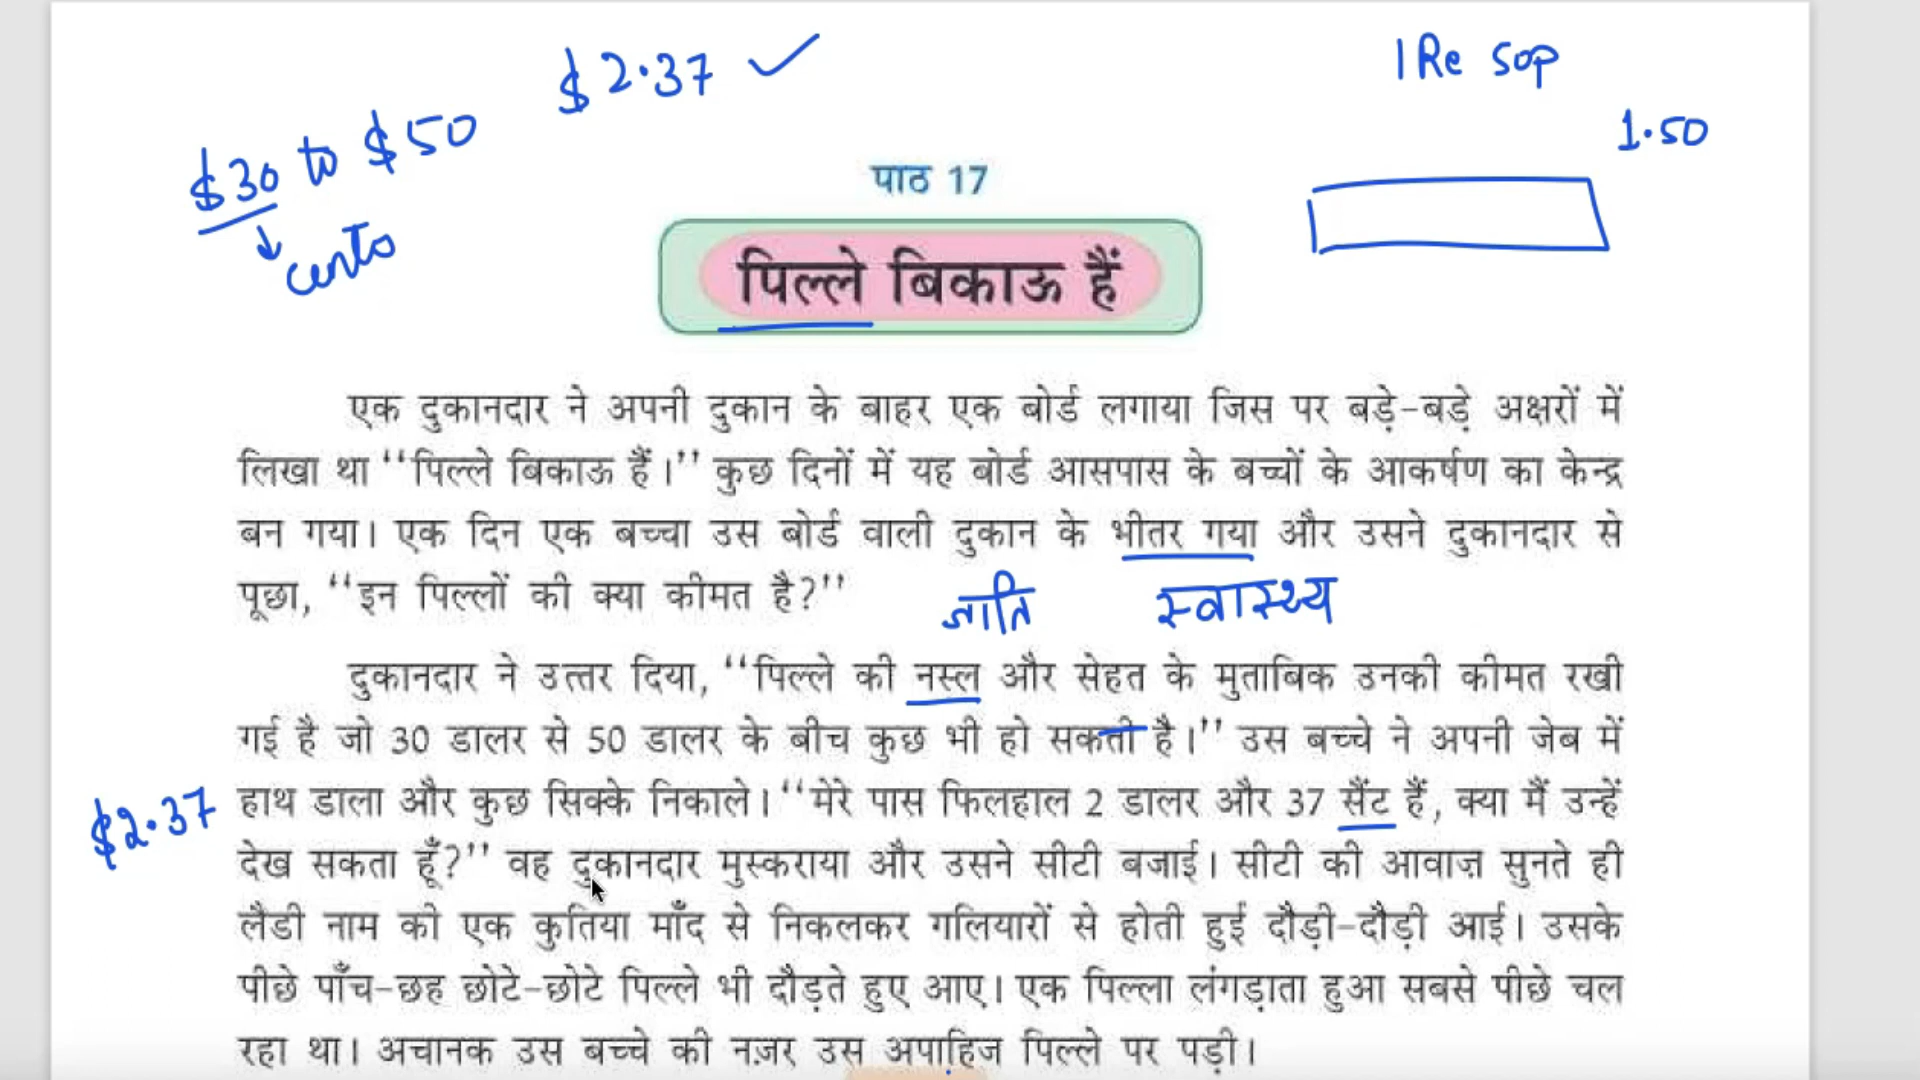 $2.37 ✓
1Re 50p
$30 to $50
1.50
cents
पाठ 17
पिल्ले बिकाऊ हैं
एक दुकानदार ने अपनी दुकान के बाहर एक बोर्ड लगाया जिस पर बड़े-बड़े अक्षरों में
लिखा था ‘‘पिल्ले बिकाऊ हैं।’’ कुछ दिनों में यह बोर्ड आसपास के बच्चों के आकर्षण का केन्द्र
बन गया। एक दिन एक बच्चा उस बोर्ड वाली दुकान के भीतर गया और उसने दुकानदार से
पूछा, ‘‘इन पिल्लों की क्या कीमत है?’’
जाति स्वास्थ्य
दुकानदार ने उत्तर दिया, ‘‘पिल्ले की नस्ल और सेहत के मुताबिक उनकी कीमत रखी
गई है जो 30 डालर से 50 डालर के बीच कुछ भी हो सकती है।’’ उस बच्चे ने अपनी जेब में
हाथ डाला और कुछ सिक्के निकाले। ‘‘मेरे पास फिलहाल 2 डालर और 37 सैंट हैं, क्या मैं उन्हें
$2.37
देख सकता हूँ?’’ वह दुकानदार मुस्कराया और उसने सीटी बजाई। सीटी की आवाज़ सुनते ही
लैडी नाम की एक कुतिया माँद से निकलकर गलियारों से होती हुई दौड़ी-दौड़ी आई। उसके
पीछे पाँच-छह छोटे-छोटे पिल्ले भी दौड़ते हुए आए। एक पिल्ला लंगड़ाता हुआ सबसे पीछे चल
रहा था। अचानक उस बच्चे की नज़र उस अपाहिज पिल्ले पर पड़ी।